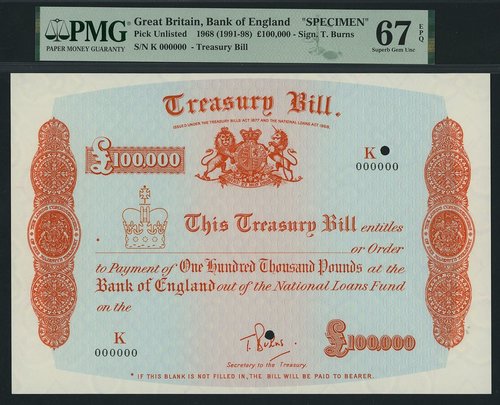 PMG
PAPER MONEY GUARANTY
Great Britain, Bank of England "SPECIMEN"
Pick Unlisted 1968 (1991-98) £100,000 - Sign. T. Burns
S/N K 000000 - Treasury Bill
67 EPQ
Superb Gem Unc
Treasury Bill.
ISSUED UNDER THE TREASURY BILLS ACT 1877 AND THE NATIONAL LOANS ACT 1968.
£100,000
K
000000
This Treasury Bill entitles
* or Order
to Payment of One Hundred Thousand Pounds at the
Bank of England out of the National Loans Fund
on the
K
000000
T. Burns.
£100,000
Secretary to the Treasury.
* IF THIS BLANK IS NOT FILLED IN, THE BILL WILL BE PAID TO BEARER.